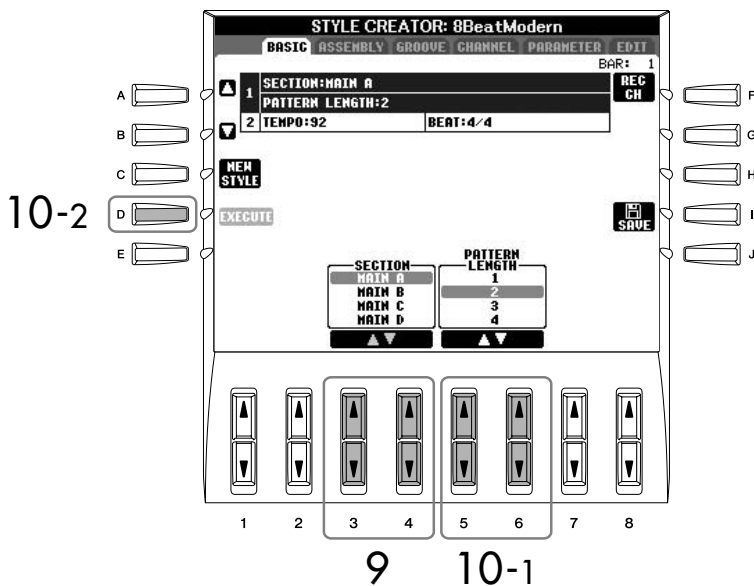 STYLE CREATOR: 8BeatModern
BASIC ASSEMBLY GROOVE CHANNEL PARAMETER EDIT
BAR: 1
1 SECTION:MAIN A
PATTERN LENGTH:2
REC CH
2 TEMPO:92 BEAT:4/4
NEW STYLE
EXECUTE
SAVE
A
B
C
D
E
F
G
H
I
J
10-2
SECTION
MAIN A
MAIN B
MAIN C
MAIN D
PATTERN LENGTH
1
2
3
4
1 2 3 4 5 6 7 8
9 10-1